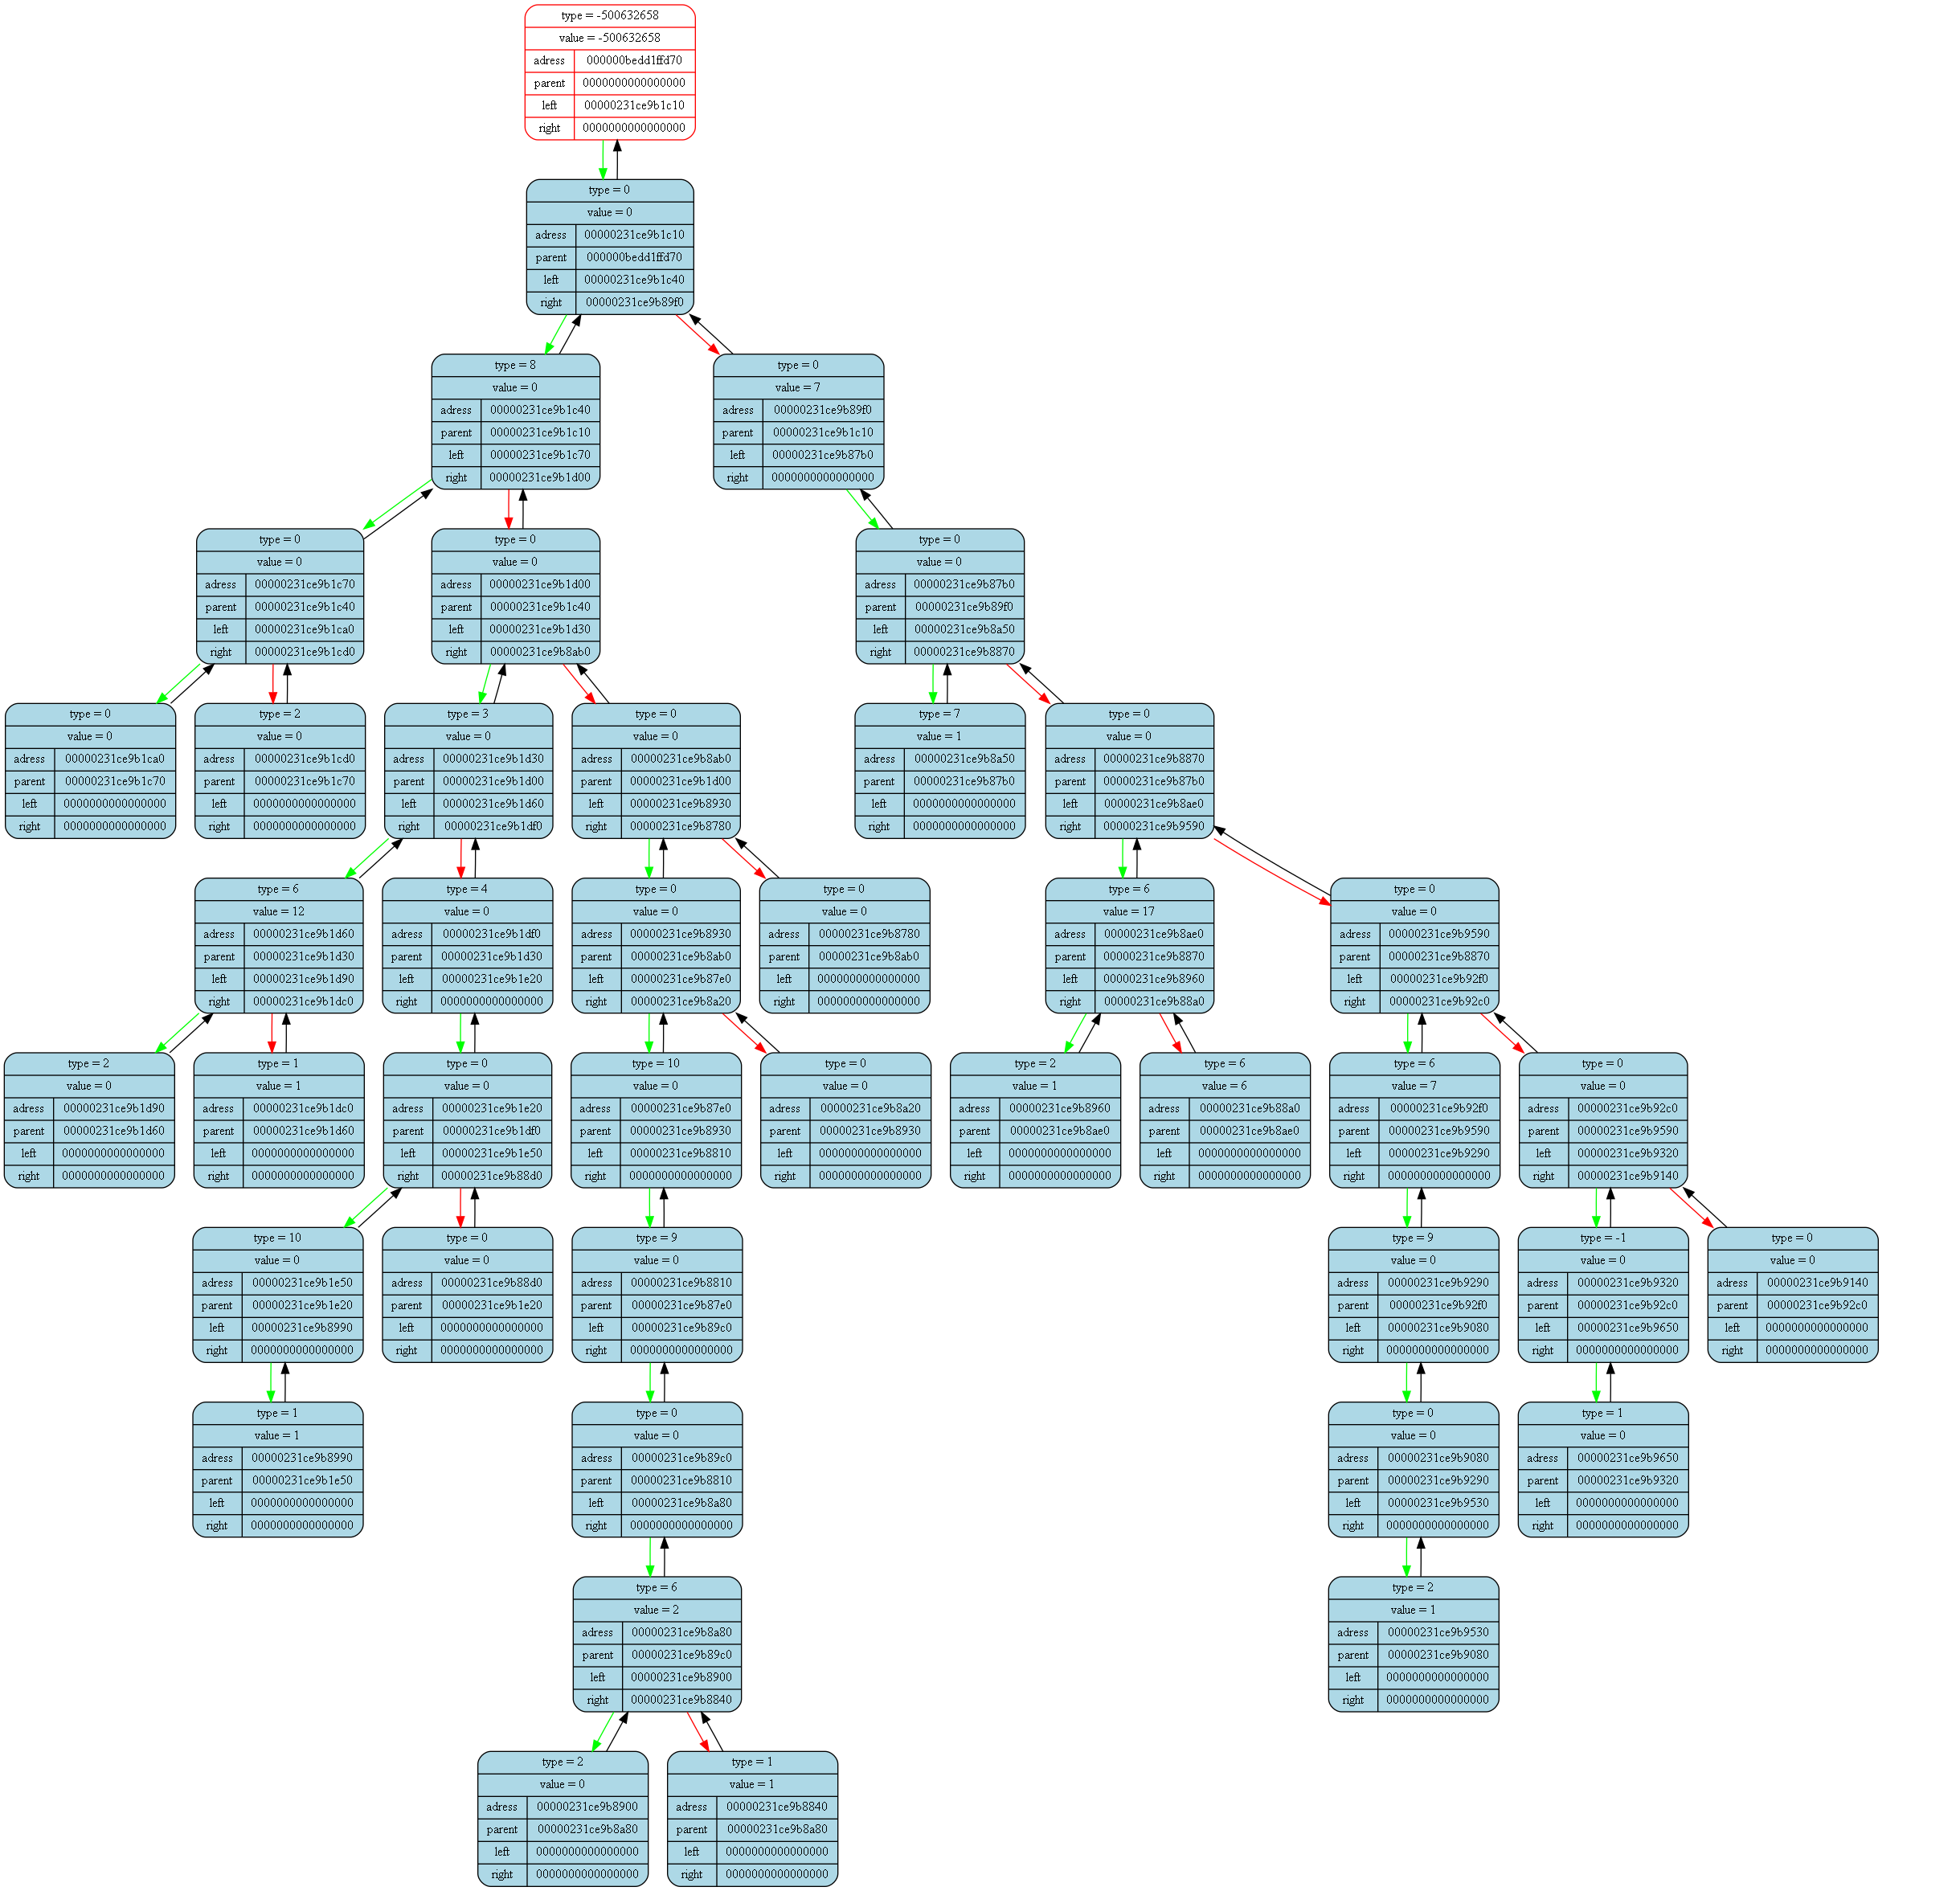 type = -500632658
value = -500632658
adress 000000bedd1ffd70
parent 0000000000000000
left 00000231ce9b1c10
right 0000000000000000
type = 0
value = 0
adress 00000231ce9b1c10
parent 000000bedd1ffd70
left 00000231ce9b1c40
right 00000231ce9b89f0
type = 8
value = 0
adress 00000231ce9b1c40
parent 00000231ce9b1c10
left 00000231ce9b1c70
right 00000231ce9b1d00
type = 0
value = 7
adress 00000231ce9b89f0
parent 00000231ce9b1c10
left 00000231ce9b87b0
right 0000000000000000
type = 0
value = 0
adress 00000231ce9b1c70
parent 00000231ce9b1c40
left 00000231ce9b1ca0
right 00000231ce9b1cd0
type = 0
value = 0
adress 00000231ce9b1d00
parent 00000231ce9b1c40
left 00000231ce9b1d30
right 00000231ce9b8ab0
type = 0
value = 0
adress 00000231ce9b87b0
parent 00000231ce9b89f0
left 00000231ce9b8a50
right 00000231ce9b8870
type = 0
value = 0
adress 00000231ce9b1ca0
parent 00000231ce9b1c70
left 0000000000000000
right 0000000000000000
type = 2
value = 0
adress 00000231ce9b1cd0
parent 00000231ce9b1c70
left 0000000000000000
right 0000000000000000
type = 3
value = 0
adress 00000231ce9b1d30
parent 00000231ce9b1d00
left 00000231ce9b1d60
right 00000231ce9b1df0
type = 0
value = 0
adress 00000231ce9b8ab0
parent 00000231ce9b1d00
left 00000231ce9b8930
right 00000231ce9b8780
type = 7
value = 1
adress 00000231ce9b8a50
parent 00000231ce9b87b0
left 0000000000000000
right 0000000000000000
type = 0
value = 0
adress 00000231ce9b8870
parent 00000231ce9b87b0
left 00000231ce9b8ae0
right 00000231ce9b9590
type = 6
value = 12
adress 00000231ce9b1d60
parent 00000231ce9b1d30
left 00000231ce9b1d90
right 00000231ce9b1dc0
type = 4
value = 0
adress 00000231ce9b1df0
parent 00000231ce9b1d30
left 00000231ce9b1e20
right 0000000000000000
type = 0
value = 0
adress 00000231ce9b8930
parent 00000231ce9b8ab0
left 00000231ce9b87e0
right 00000231ce9b8a20
type = 0
value = 0
adress 00000231ce9b8780
parent 00000231ce9b8ab0
left 0000000000000000
right 0000000000000000
type = 6
value = 17
adress 00000231ce9b8ae0
parent 00000231ce9b8870
left 00000231ce9b8960
right 00000231ce9b88a0
type = 0
value = 0
adress 00000231ce9b9590
parent 00000231ce9b8870
left 00000231ce9b92f0
right 00000231ce9b92c0
type = 2
value = 0
adress 00000231ce9b1d90
parent 00000231ce9b1d60
left 0000000000000000
right 0000000000000000
type = 1
value = 1
adress 00000231ce9b1dc0
parent 00000231ce9b1d60
left 0000000000000000
right 0000000000000000
type = 0
value = 0
adress 00000231ce9b1e20
parent 00000231ce9b1df0
left 00000231ce9b1e50
right 00000231ce9b88d0
type = 10
value = 0
adress 00000231ce9b87e0
parent 00000231ce9b8930
left 00000231ce9b8810
right 0000000000000000
type = 0
value = 0
adress 00000231ce9b8a20
parent 00000231ce9b8930
left 0000000000000000
right 0000000000000000
type = 2
value = 1
adress 00000231ce9b8960
parent 00000231ce9b8ae0
left 0000000000000000
right 0000000000000000
type = 6
value = 6
adress 00000231ce9b88a0
parent 00000231ce9b8ae0
left 0000000000000000
right 0000000000000000
type = 6
value = 7
adress 00000231ce9b92f0
parent 00000231ce9b9590
left 00000231ce9b9290
right 0000000000000000
type = 0
value = 0
adress 00000231ce9b92c0
parent 00000231ce9b9590
left 00000231ce9b9320
right 00000231ce9b9140
type = 10
value = 0
adress 00000231ce9b1e50
parent 00000231ce9b1e20
left 00000231ce9b8990
right 0000000000000000
type = 0
value = 0
adress 00000231ce9b88d0
parent 00000231ce9b1e20
left 0000000000000000
right 0000000000000000
type = 9
value = 0
adress 00000231ce9b8810
parent 00000231ce9b87e0
left 00000231ce9b89c0
right 0000000000000000
type = 9
value = 0
adress 00000231ce9b9290
parent 00000231ce9b92f0
left 00000231ce9b9080
right 0000000000000000
type = -1
value = 0
adress 00000231ce9b9320
parent 00000231ce9b92c0
left 00000231ce9b9650
right 0000000000000000
type = 0
value = 0
adress 00000231ce9b9140
parent 00000231ce9b92c0
left 0000000000000000
right 0000000000000000
type = 1
value = 1
adress 00000231ce9b8990
parent 00000231ce9b1e50
left 0000000000000000
right 0000000000000000
type = 0
value = 0
adress 00000231ce9b89c0
parent 00000231ce9b8810
left 00000231ce9b8a80
right 0000000000000000
type = 0
value = 0
adress 00000231ce9b9080
parent 00000231ce9b9290
left 00000231ce9b9530
right 0000000000000000
type = 1
value = 0
adress 00000231ce9b9650
parent 00000231ce9b9320
left 0000000000000000
right 0000000000000000
type = 6
value = 2
adress 00000231ce9b8a80
parent 00000231ce9b89c0
left 00000231ce9b8900
right 00000231ce9b8840
type = 2
value = 1
adress 00000231ce9b9530
parent 00000231ce9b9080
left 0000000000000000
right 0000000000000000
type = 2
value = 0
adress 00000231ce9b8900
parent 00000231ce9b8a80
left 0000000000000000
right 0000000000000000
type = 1
value = 1
adress 00000231ce9b8840
parent 00000231ce9b8a80
left 0000000000000000
right 0000000000000000